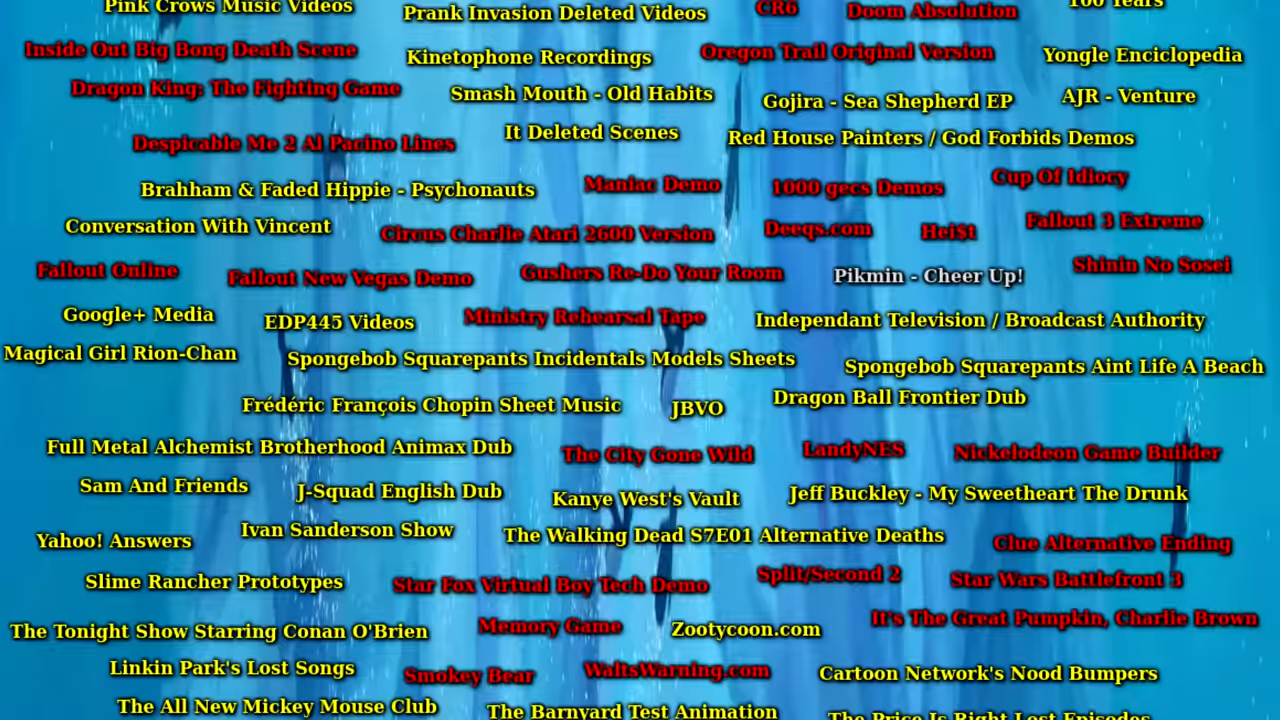 Pink Crows Music Videos
Prank Invasion Deleted Videos
CR6
Doom Absolution
100 Years
Inside Out Big Bong Death Scene
Kinetophone Recordings
Oregon Trail Original Version
Yongle Enciclopedia
Dragon King: The Fighting Game
Smash Mouth - Old Habits
Gojira - Sea Shepherd EP
AJR - Venture
Despicable Me 2 Al Pacino Lines
It Deleted Scenes
Red House Painters / God Forbids Demos
Brahham & Faded Hippie - Psychonauts
Maniac Demo
1000 gecs Demos
Cup Of Idiocy
Conversation With Vincent
Circus Charlie Atari 2600 Version
Deeqs.com
Hei$t
Fallout 3 Extreme
Fallout Online
Fallout New Vegas Demo
Gushers Re-Do Your Room
Pikmin - Cheer Up!
Shinin No Sosei
Google+ Media
EDP445 Videos
Ministry Rehearsal Tape
Independant Television / Broadcast Authority
Magical Girl Rion-Chan
Spongebob Squarepants Incidentals Models Sheets
Spongebob Squarepants Aint Life A Beach
Frédéric François Chopin Sheet Music
JBVO
Dragon Ball Frontier Dub
Full Metal Alchemist Brotherhood Animax Dub
The City Gone Wild
LandyNES
Nickelodeon Game Builder
Sam And Friends
J-Squad English Dub
Kanye West's Vault
Jeff Buckley - My Sweetheart The Drunk
Yahoo! Answers
Ivan Sanderson Show
The Walking Dead S7E01 Alternative Deaths
Clue Alternative Ending
Slime Rancher Prototypes
Star Fox Virtual Boy Tech Demo
Split/Second 2
Star Wars Battlefront 3
The Tonight Show Starring Conan O'Brien
Memory Game
Zootycoon.com
It's The Great Pumpkin, Charlie Brown
Linkin Park's Lost Songs
Smokey Bear
WaltsWarning.com
Cartoon Network's Nood Bumpers
The All New Mickey Mouse Club
The Barnyard Test Animation
The Price Is Right Lost Episodes